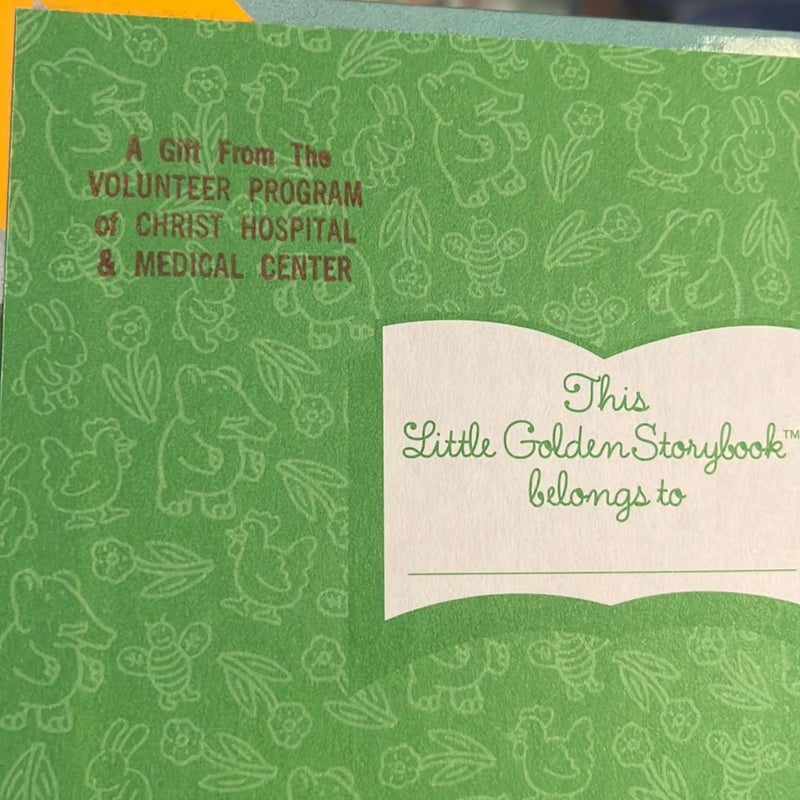 A Gift From The
VOLUNTEER PROGRAM
of CHRIST HOSPITAL
& MEDICAL CENTER
This
Little Golden Storybook™
belongs to